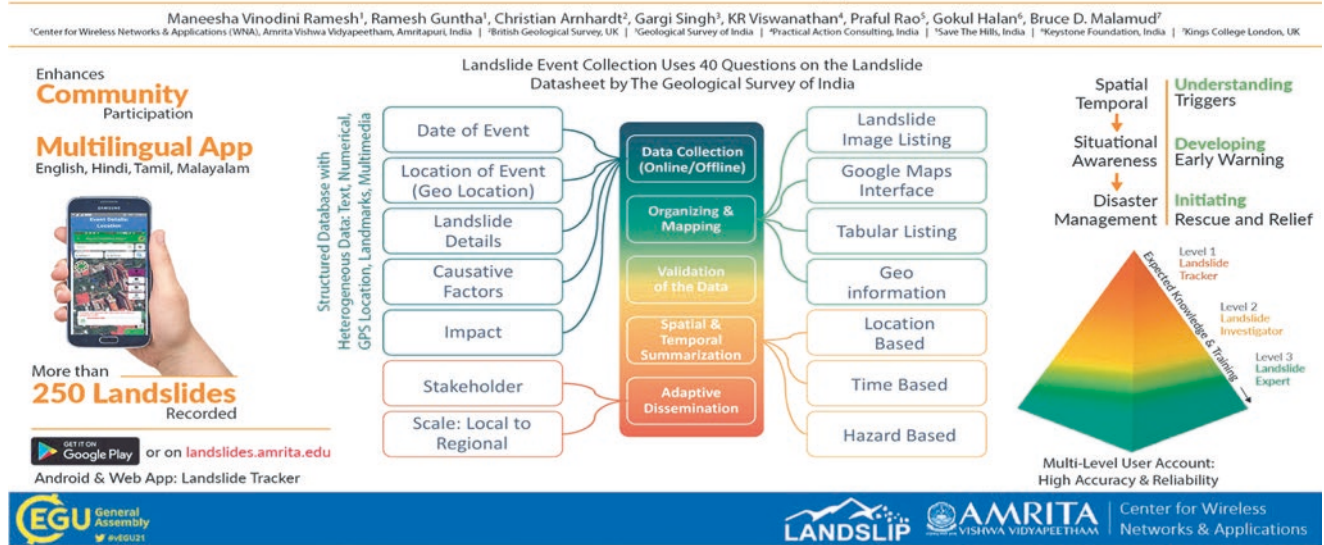 Maneesha Vinodini Ramesh¹, Ramesh Guntha¹, Christian Arnhardt², Gargi Singh³, KR Viswanathan⁴, Praful Rao⁵, Gokul Halan⁶, Bruce D. Malamud⁷
¹Center for Wireless Networks & Applications (WNA), Amrita Vishwa Vidyapeetham, Amritapuri, India | ²British Geological Survey, UK | ³Geological Survey of India | ⁴Practical Action Consulting, India | ⁵Save The Hills, India | ⁶Keystone Foundation, India | ⁷Kings College London, UK
Enhances
Community
Participation
Multilingual App
English, Hindi, Tamil, Malayalam
SAMSUNG
Event Details:
Location
More than
250 Landslides
Recorded
GET IT ON
Google Play
or on landslides.amrita.edu
Android & Web App: Landslide Tracker
Landslide Event Collection Uses 40 Questions on the Landslide
Datasheet by The Geological Survey of India
Structured Database with
Heterogeneous Data: Text, Numerical,
GPS Location, Landmarks, Multimedia
Date of Event
Location of Event
(Geo Location)
Landslide
Details
Causative
Factors
Impact
Stakeholder
Scale: Local to
Regional
Data Collection
(Online/Offline)
Organizing &
Mapping
Validation
of the Data
Spatial &
Temporal
Summarization
Adaptive
Dissemination
Landslide
Image Listing
Google Maps
Interface
Tabular Listing
Geo
information
Location
Based
Time Based
Hazard Based
Spatial
Temporal
Understanding
Triggers
Situational
Awareness
Developing
Early Warning
Disaster
Management
Initiating
Rescue and Relief
Level 1
Landslide
Tracker
Level 2
Landslide
Investigator
Level 3
Landslide
Expert
Expected Knowledge & Training
Multi-Level User Account:
High Accuracy & Reliability
EGU General
Assembly
#vEGU21
LANDSLIP
AMRITA
VISHWA VIDYAPEETHAM
Center for Wireless
Networks & Applications